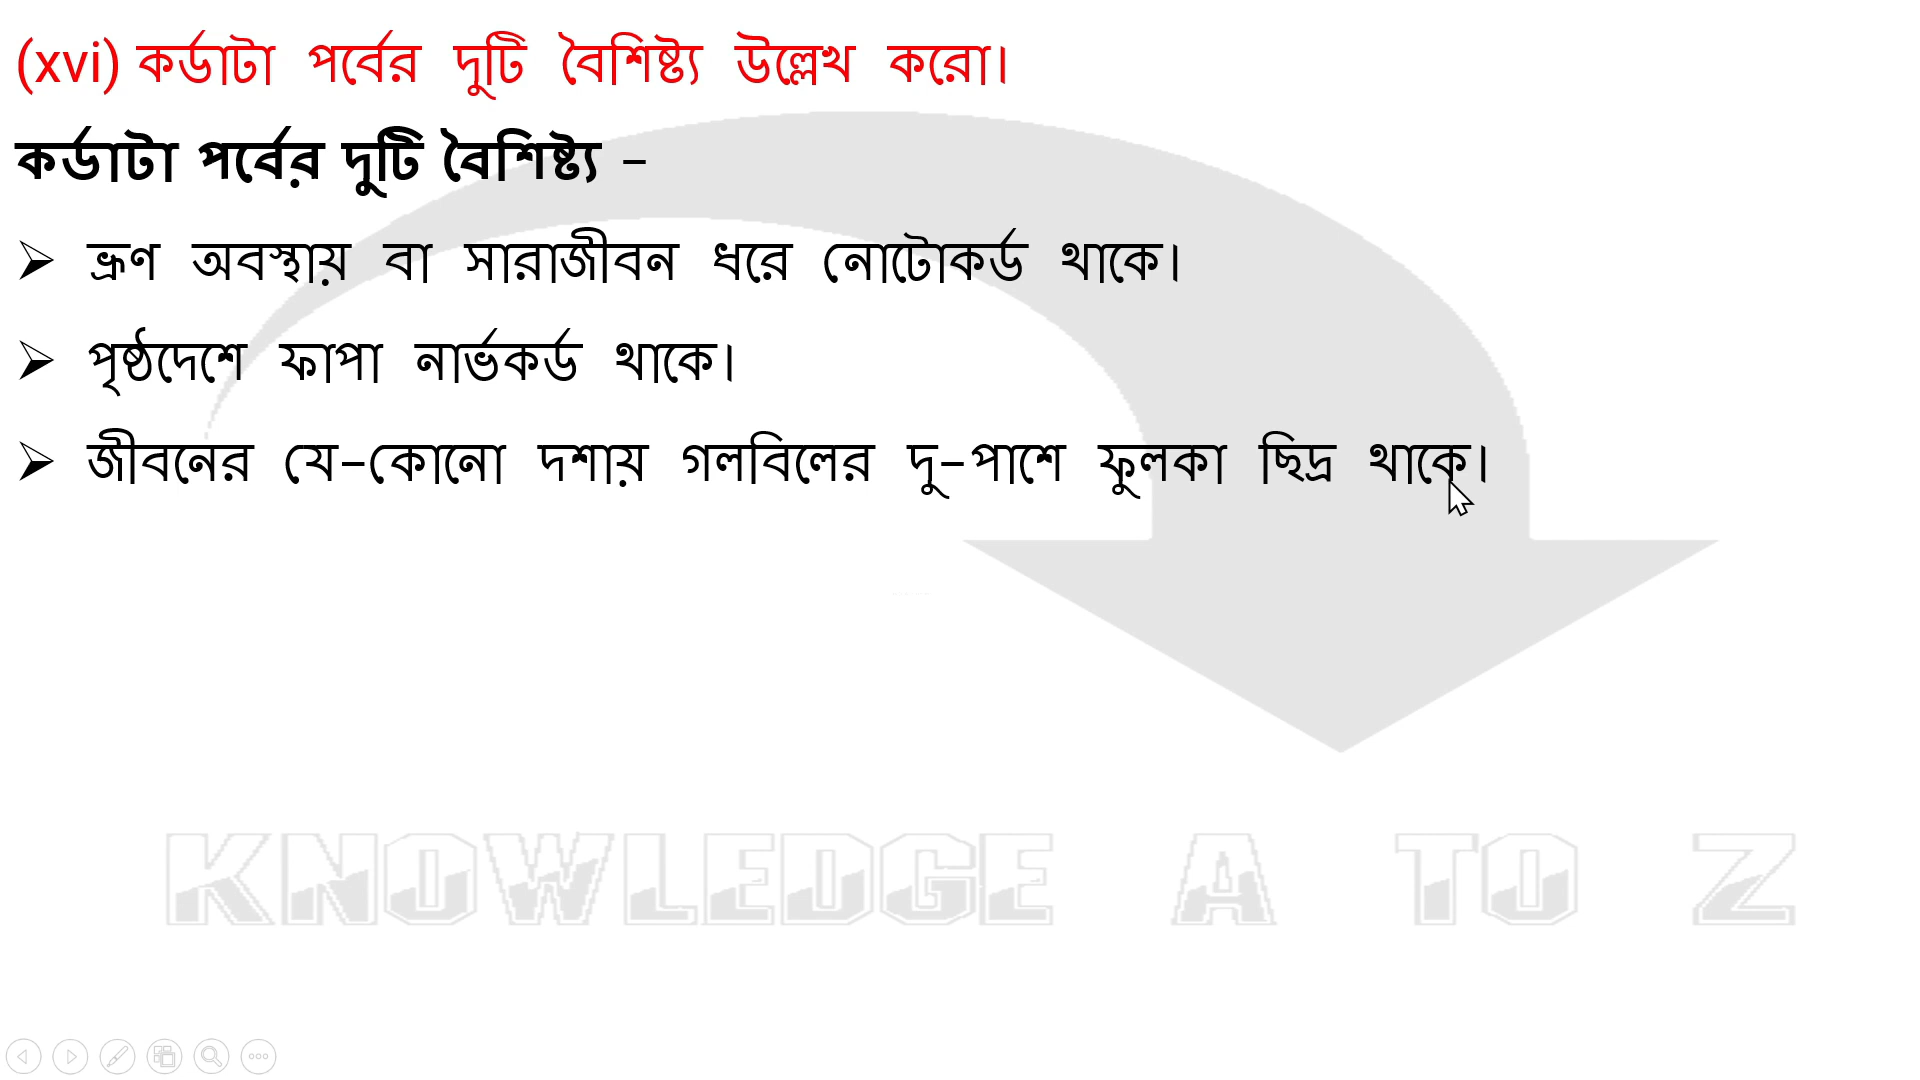 (xvi) কর্ডাটা পর্বের দুটি বৈশিষ্ট্য উল্লেখ করো।
কর্ডাটা পর্বের দুটি বৈশিষ্ট্য –
➢ ভ্রূণ অবস্থায় বা সারাজীবন ধরে নোটোকর্ড থাকে।
➢ পৃষ্ঠদেশে ফাপা নার্ভকর্ড থাকে।
➢ জীবনের যে–কোনো দশায় গলবিলের দু–পাশে ফুলকা ছিদ্র থাকে।
KNOWLEDGE A TO Z